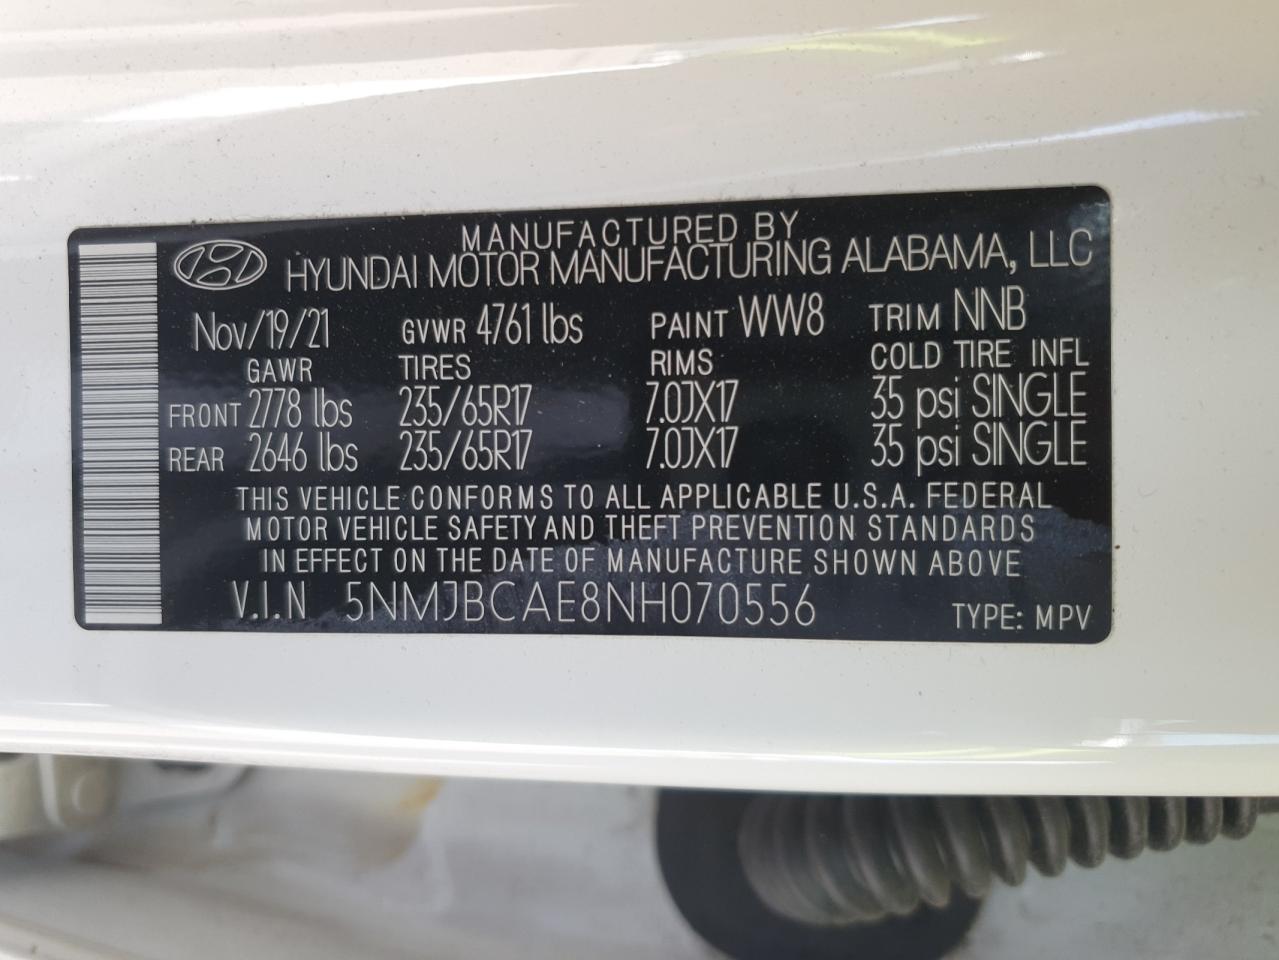 MANUFACTURED BY
HYUNDAI MOTOR MANUFACTURING ALABAMA, LLC
Nov/19/21 GVWR 4761 lbs PAINT WW8 TRIM NNB
GAWR TIRES RIMS COLD TIRE INFL
FRONT 2778 lbs 235/65R17 7.0JX17 35 psi SINGLE
REAR 2646 lbs 235/65R17 7.0JX17 35 psi SINGLE
THIS VEHICLE CONFORMS TO ALL APPLICABLE U.S.A. FEDERAL
MOTOR VEHICLE SAFETY AND THEFT PREVENTION STANDARDS
IN EFFECT ON THE DATE OF MANUFACTURE SHOWN ABOVE
V.I.N 5NMJBCAE8NH070556 TYPE: MPV